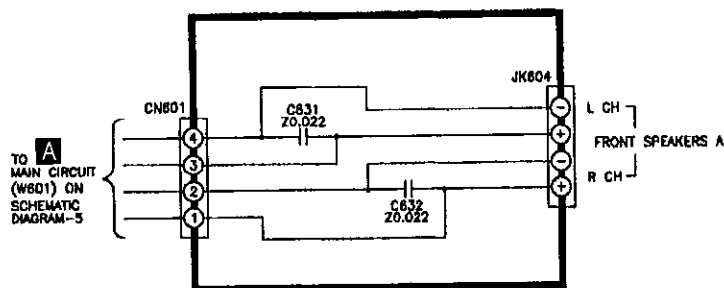 JK604
CN601
C631
Z0.022
−
L CH
4
+
FRONT SPEAKERS A
TO A
MAIN CIRCUIT
(W601) ON
SCHEMATIC
DIAGRAM-5
3
−
2
+
R CH
C632
Z0.022
1